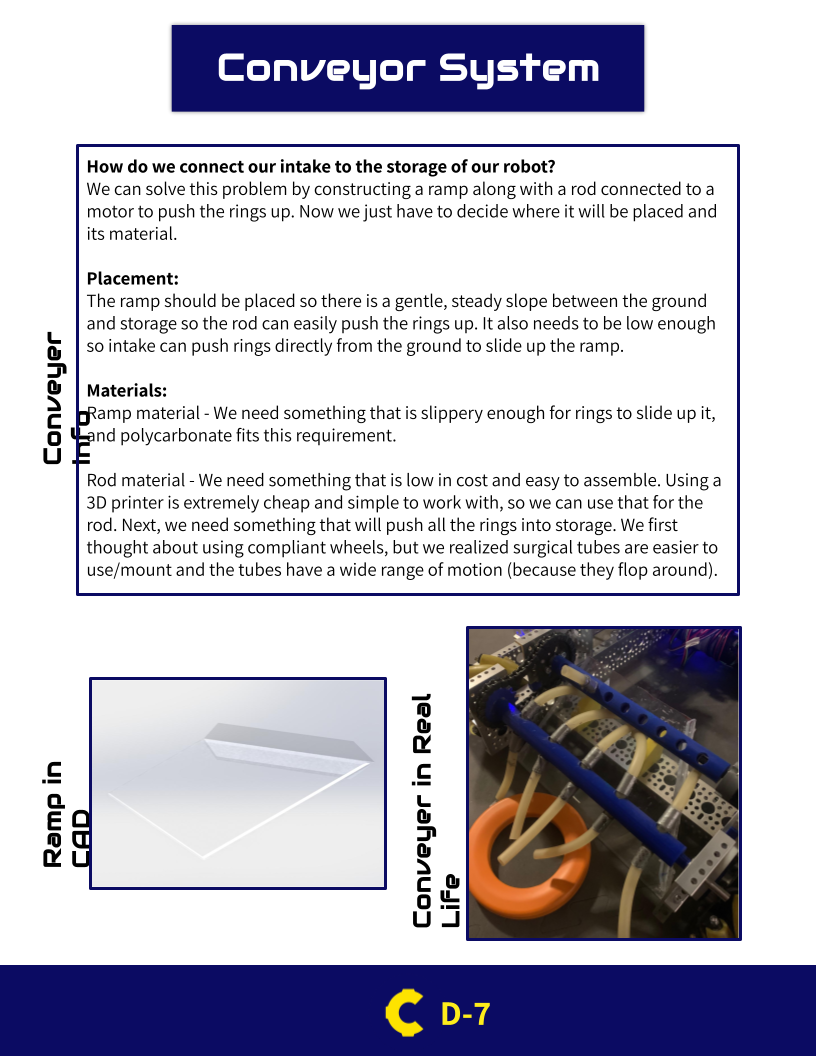 Conveyor System
Conveyer
Info
How do we connect our intake to the storage of our robot?
We can solve this problem by constructing a ramp along with a rod connected to a
motor to push the rings up. Now we just have to decide where it will be placed and
its material.
Placement:
The ramp should be placed so there is a gentle, steady slope between the ground
and storage so the rod can easily push the rings up. It also needs to be low enough
so intake can push rings directly from the ground to slide up the ramp.
Materials:
Ramp material - We need something that is slippery enough for rings to slide up it,
and polycarbonate fits this requirement.
Rod material - We need something that is low in cost and easy to assemble. Using a
3D printer is extremely cheap and simple to work with, so we can use that for the
rod. Next, we need something that will push all the rings into storage. We first
thought about using compliant wheels, but we realized surgical tubes are easier to
use/mount and the tubes have a wide range of motion (because they flop around).
Ramp in
CAD
Conveyer in Real
Life
D-7